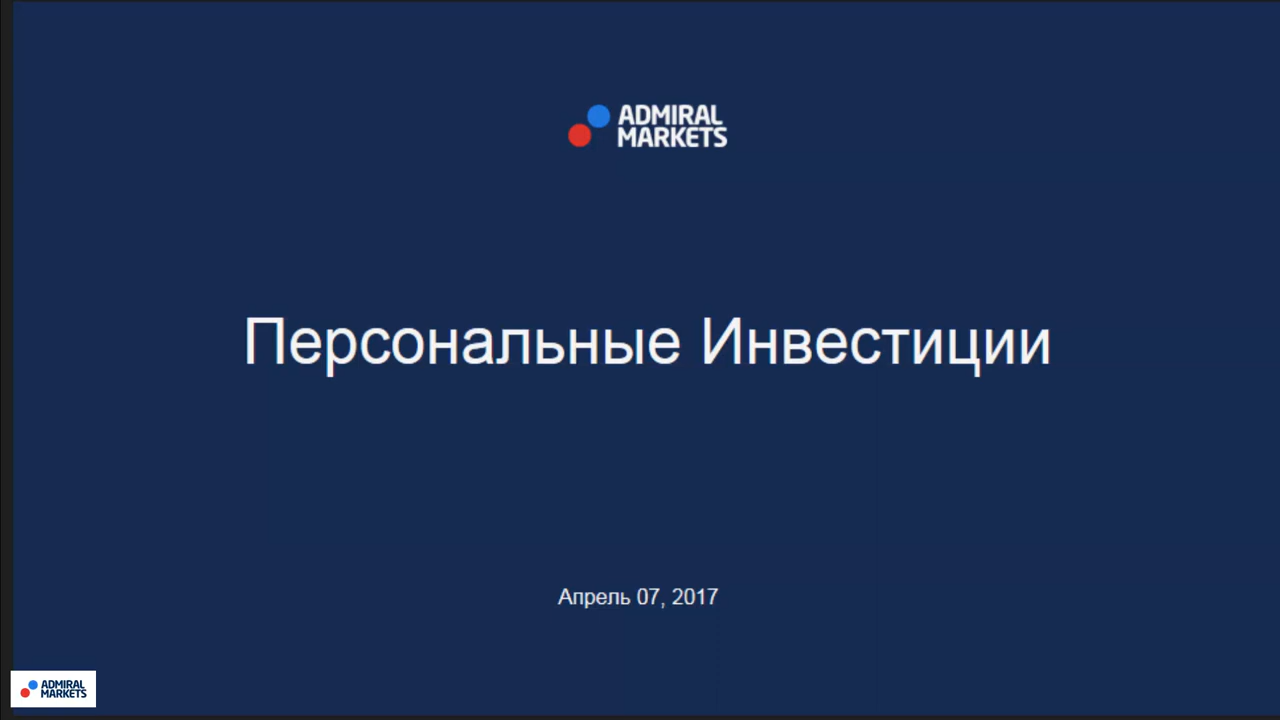 ADMIRAL
MARKETS
Персональные Инвестиции
Апрель 07, 2017
ADMIRAL
MARKETS